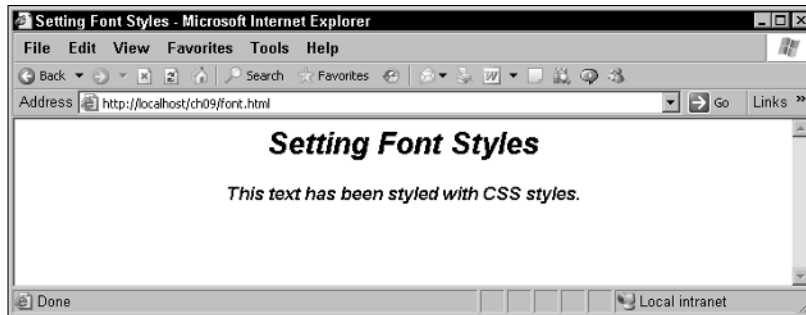 Setting Font Styles - Microsoft Internet Explorer
File Edit View Favorites Tools Help
Back Search Favorites W
Address http://localhost/ch09/font.html Go Links »
Setting Font Styles
This text has been styled with CSS styles.
Done Local intranet